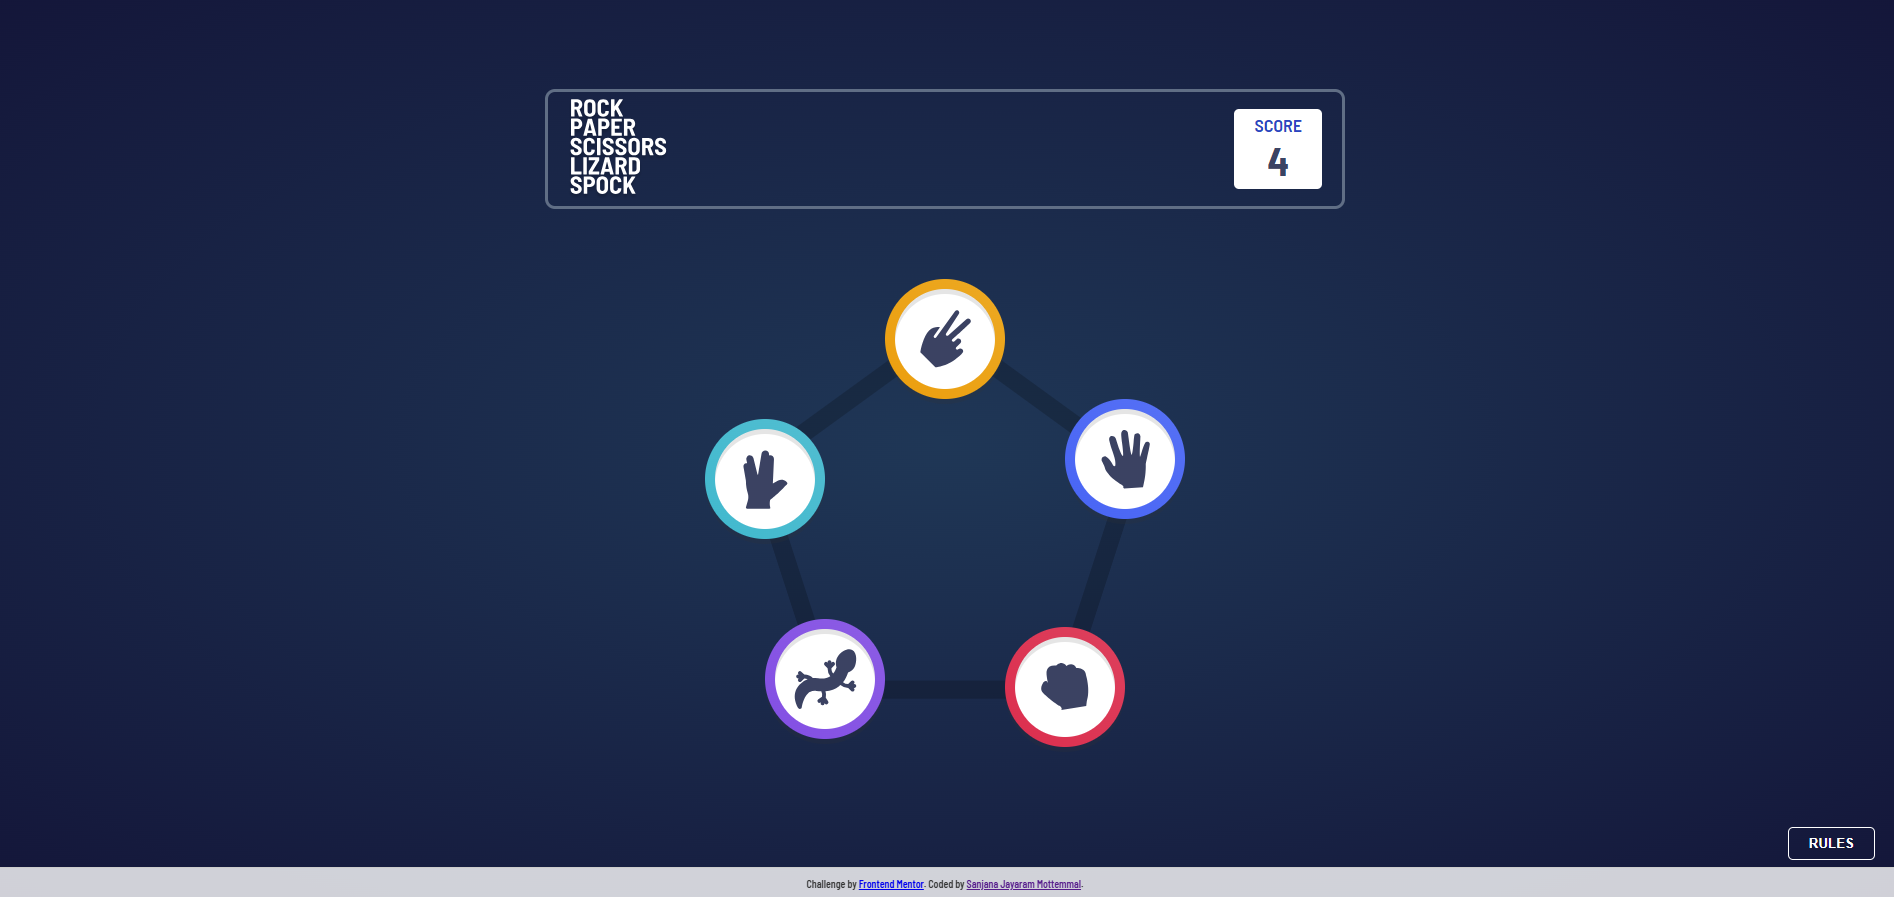 ROCK
PAPER
SCISSORS
LIZARD
SPOCK
SCORE
4
RULES
Challenge by Frontend Mentor. Coded by Sanjana Jayaram Mottemmal.